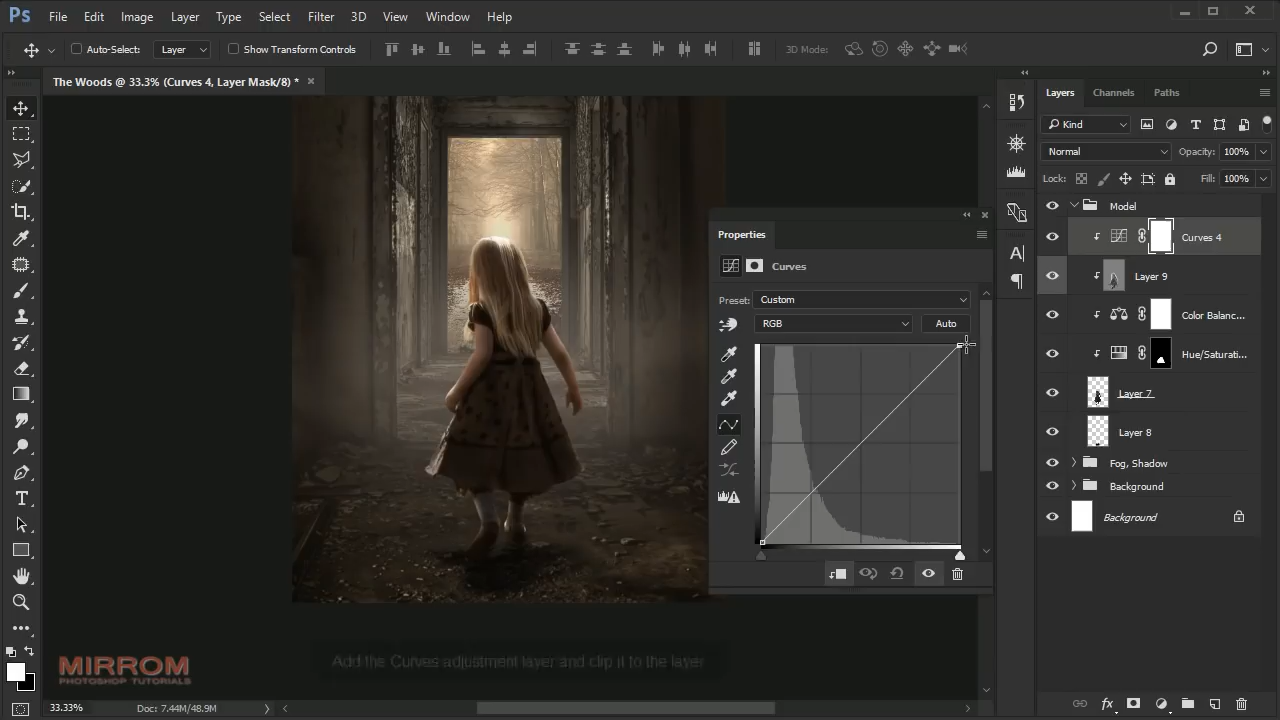 Ps File Edit Image Layer Type Select Filter 3D View Window Help
Auto-Select: Layer Show Transform Controls 3D Mode:
The Woods @ 33.3% (Curves 4, Layer Mask/8) *
Layers Channels Paths
Kind
Normal Opacity: 100%
Lock: Fill: 100%
Model
Curves 4
Layer 9
Color Balanc...
Hue/Saturati...
Layer 7
Layer 8
Fog, Shadow
Background
Background
Properties
Curves
Preset: Custom
RGB Auto
Add the Curves adjustment layer and clip it to the layer
MIRROM
PHOTOSHOP TUTORIALS
33.33% Doc: 7.44M/48.9M